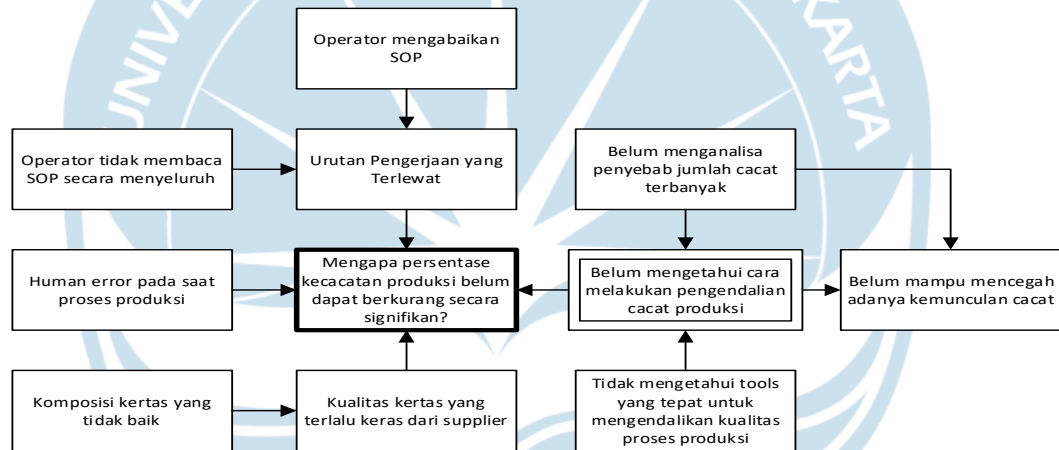 UNIVE
KARTA
Operator mengabaikan
SOP
Operator tidak membaca
SOP secara menyeluruh
Urutan Pengerjaan yang
Terlewat
Belum menganalisa
penyebab jumlah cacat
terbanyak
Human error pada saat
proses produksi
Mengapa persentase
kecacatan produksi belum
dapat berkurang secara
signifikan?
Belum mengetahui cara
melakukan pengendalian
cacat produksi
Belum mampu mencegah
adanya kemunculan cacat
Komposisi kertas yang
tidak baik
Kualitas kertas yang
terlalu keras dari supplier
Tidak mengetahui tools
yang tepat untuk
mengendalikan kualitas
proses produksi